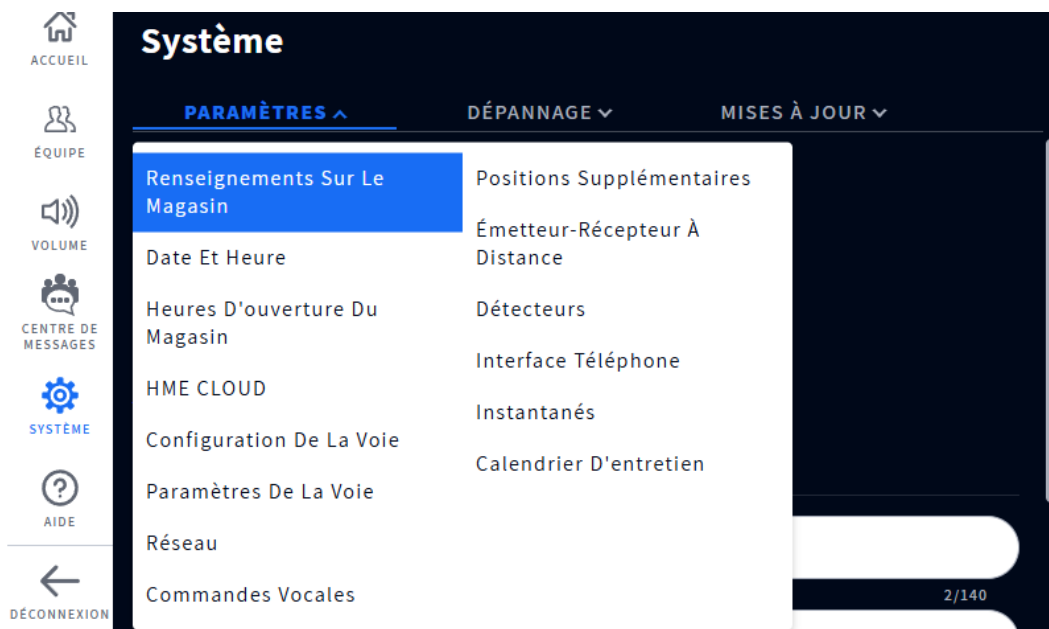 ACCUEIL
ÉQUIPE
VOLUME
CENTRE DE
MESSAGES
SYSTÈME
AIDE
DÉCONNEXION
Système
PARAMÈTRES
DÉPANNAGE
MISES À JOUR
Renseignements Sur Le
Magasin
Date Et Heure
Heures D'ouverture Du
Magasin
HME CLOUD
Configuration De La Voie
Paramètres De La Voie
Réseau
Commandes Vocales
Positions Supplémentaires
Émetteur-Récepteur À
Distance
Détecteurs
Interface Téléphone
Instantanés
Calendrier D'entretien
2/140